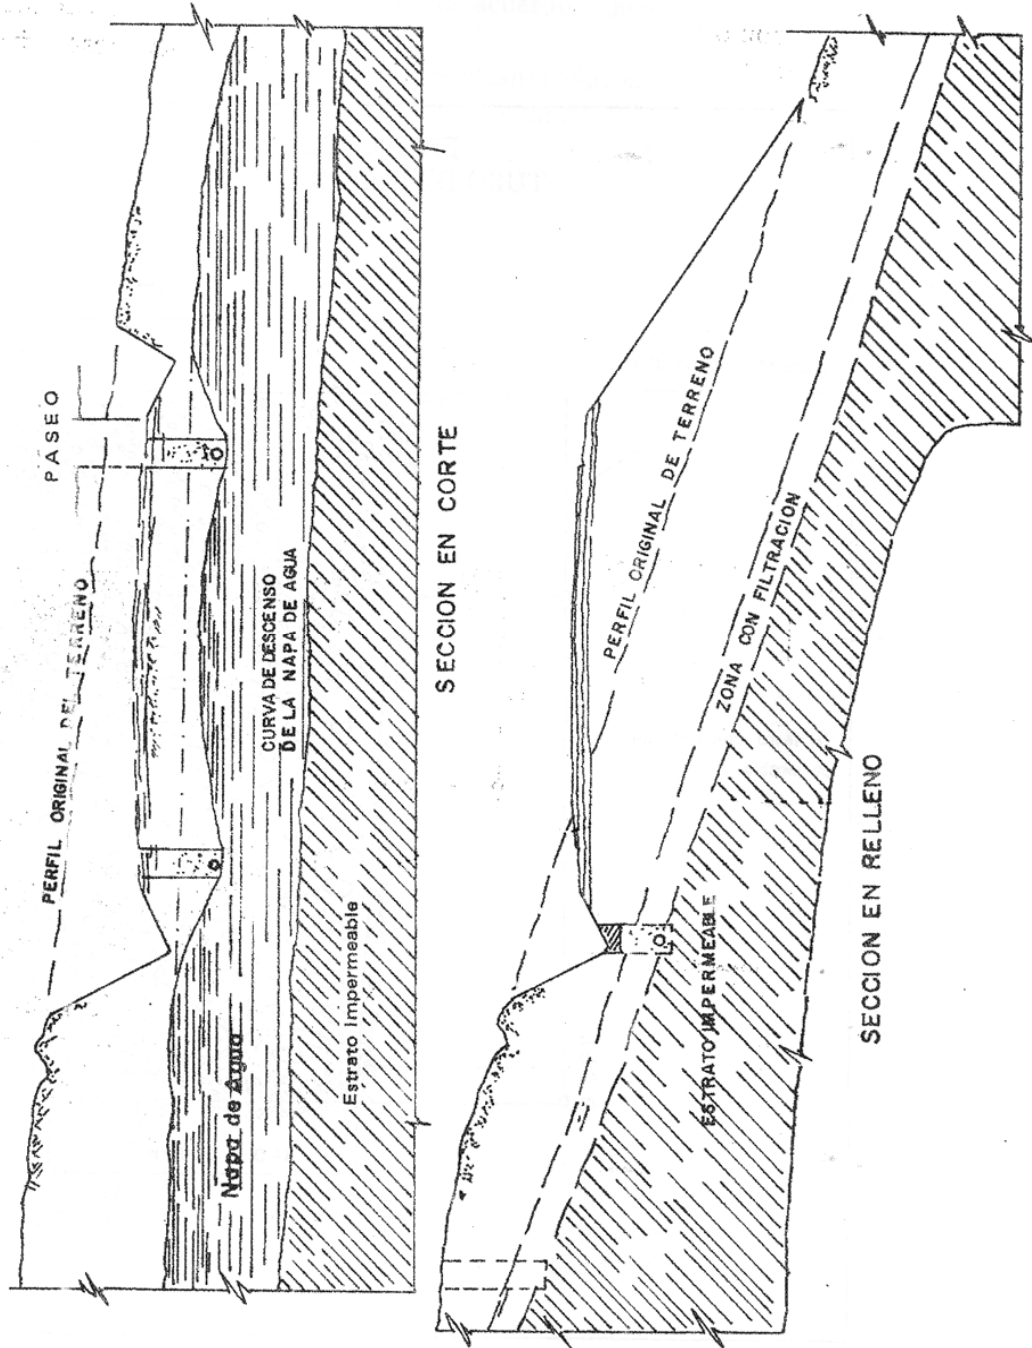 PERFIL ORIGINAL DEL TERRENO
PASEO
CURVA DE DESCENSO
DE LA NAPA DE AGUA
Napa de Agua
Estrato Impermeable
SECCION EN CORTE
PERFIL ORIGINAL DE TERRENO
ZONA CON FILTRACION
ESTRATO IMPERMEABLE
SECCION EN RELLENO